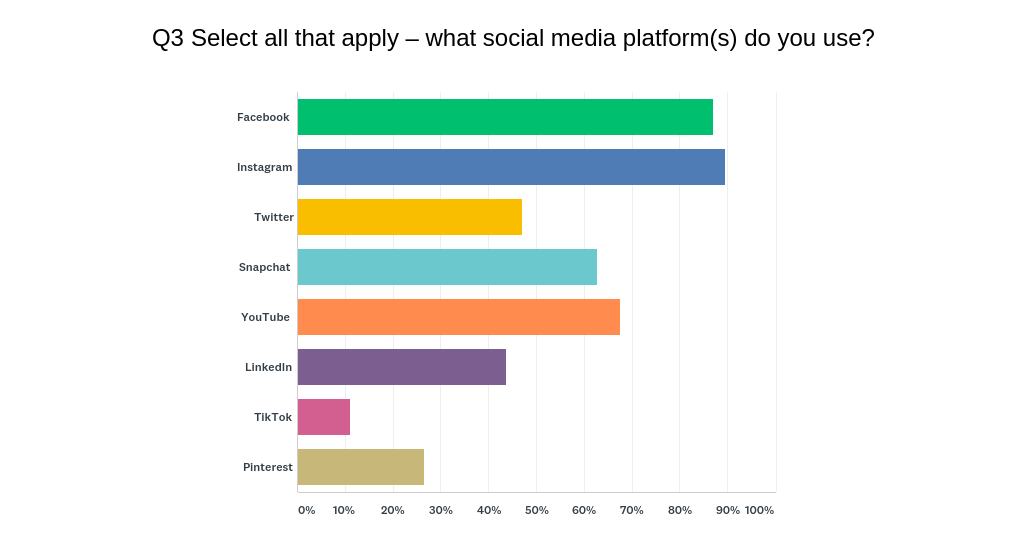 Q3 Select all that apply – what social media platform(s) do you use?
Facebook
Instagram
Twitter
Snapchat
YouTube
LinkedIn
TikTok
Pinterest
0% 10% 20% 30% 40% 50% 60% 70% 80% 90% 100%